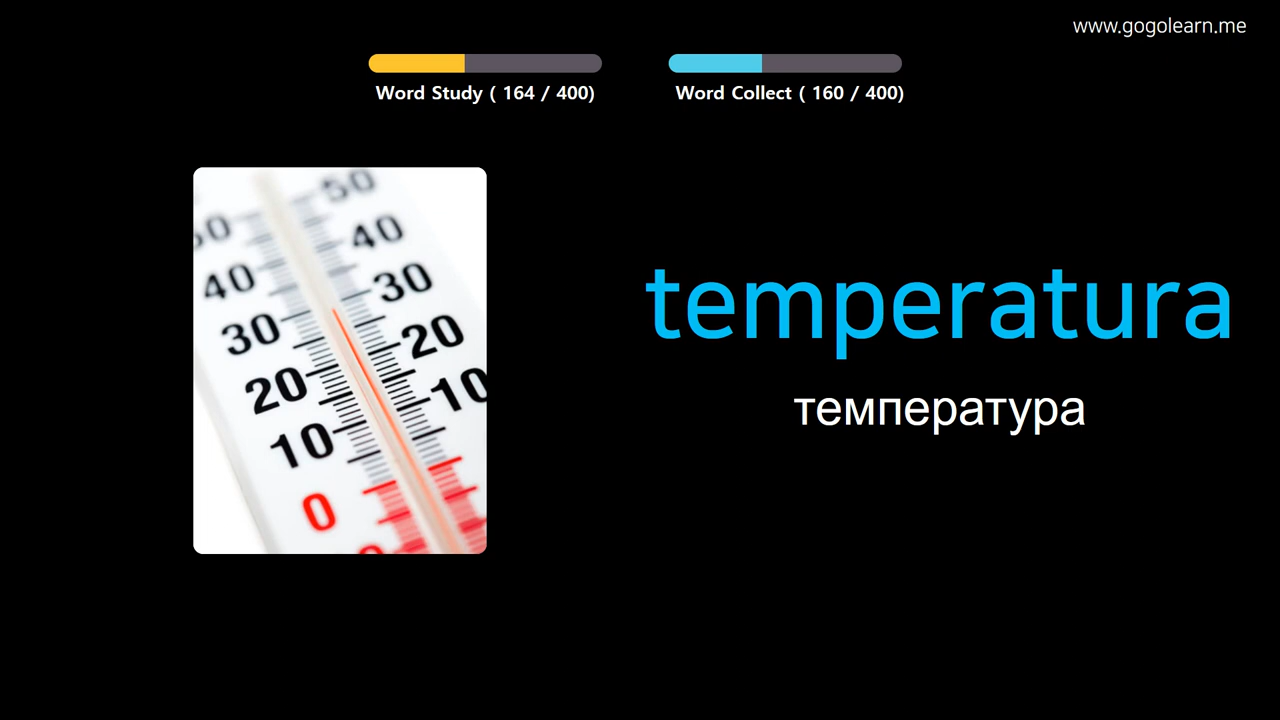 www.gogolearn.me
Word Study ( 164 / 400)
Word Collect ( 160 / 400)
50
50
40
40
30
30
20
20
10
10
0
temperatura
температура